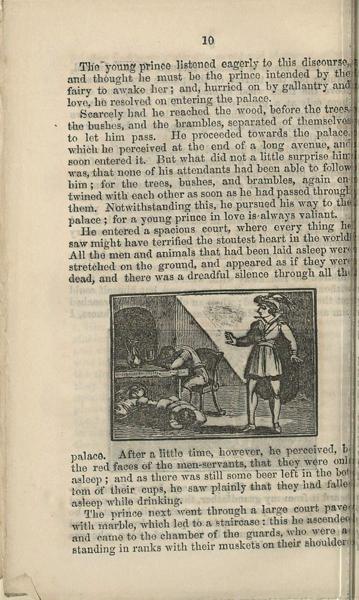 10
The young prince listened eagerly to this discourse,
and thought he must be the prince intended by the
fairy to awake her; and, hurried on by gallantry and
love, he resolved on entering the palace.
Scarcely had he reached the wood, before the trees,
the bushes, and the brambles, separated of themselves
to let him pass. He proceeded towards the palace,
which he perceived at the end of a long avenue, and
soon entered it. But what did not a little surprise him
was, that none of his attendants had been able to follow
him; for the trees, bushes, and brambles, again en-
twined with each other as soon as he had passed through
them. Notwithstanding this, he pursued his way to the
palace; for a young prince in love is always valiant.
He entered a spacious court, where every thing he
saw might have terrified the stoutest heart in the world.
All the men and animals that had been laid asleep were
stretched on the ground, and appeared as if they were
dead, and there was a dreadful silence through all the
palace. After a little time, however, he perceived, b
the red faces of the men-servants, that they were onl
asleep; and as there was still some beer left in the bot
tom of their cups, he saw plainly that they had falle
asleep while drinking.
The prince next went through a large court pave
with marble, which led to a staircase: this he ascende
and came to the chamber of the guards, who were a
standing in ranks with their muskets on their shoulder